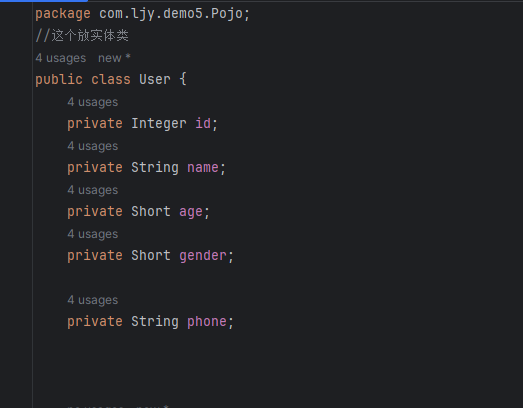 package com.ljy.demo5.Pojo;
//这个放实体类
4 usages new *
public class User {
4 usages
private Integer id;
4 usages
private String name;
4 usages
private Short age;
4 usages
private Short gender;
4 usages
private String phone;